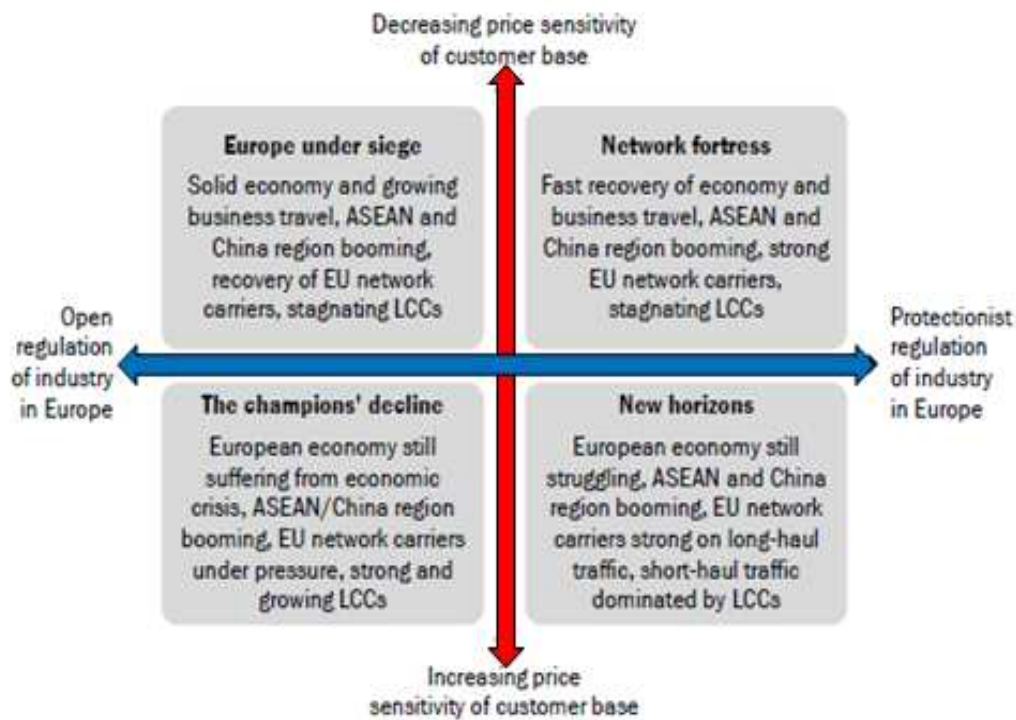 Decreasing price sensitivity
of customer base
Europe under siege
Solid economy and growing
business travel, ASEAN and
China region booming,
recovery of EU network
carriers, stagnating LCCs
Network fortress
Fast recovery of economy and
business travel, ASEAN and
China region booming, strong
EU network carriers,
stagnating LCCs
Open
regulation
of industry
in Europe
Protectionist
regulation
of industry
in Europe
The champions' decline
European economy still
suffering from economic
crisis, ASEAN/China region
booming, EU network carriers
under pressure, strong and
growing LCCs
New horizons
European economy still
struggling, ASEAN and China
region booming, EU network
carriers strong on long-haul
traffic, short-haul traffic
dominated by LCCs
Increasing price
sensitivity of customer base